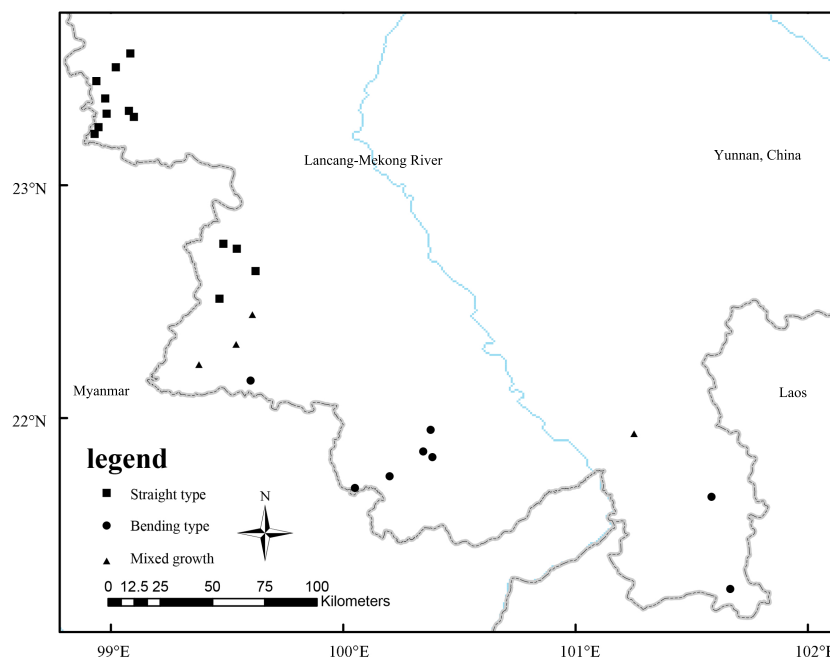 Lancang-Mekong River
Yunnan, China
23°N
Myanmar
Laos
22°N
legend
Straight type
Bending type
Mixed growth
N
0 12.5 25 50 75 100
Kilometers
99°E 100°E 101°E 102°E